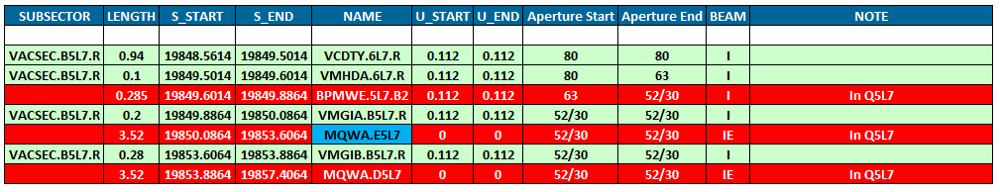 SUBSECTOR LENGTH S_START S_END NAME U_START U_END Aperture Start Aperture End BEAM NOTE
VACSEC.B5L7.R 0.94 19848.5614 19849.5014 VCDTY.6L7.R 0.112 0.112 80 80 I
VACSEC.B5L7.R 0.1 19849.5014 19849.6014 VMHDA.6L7.R 0.112 0.112 80 63 I
0.285 19849.6014 19849.8864 BPMWE.5L7.B2 0.112 0.112 63 52/30 I In Q5L7
VACSEC.B5L7.R 0.2 19849.8864 19850.0864 VMGIA.B5L7.R 0.112 0.112 52/30 52/30 I
3.52 19850.0864 19853.6064 MQWA.E5L7 0 0 52/30 52/30 IE In Q5L7
VACSEC.B5L7.R 0.28 19853.6064 19853.8864 VMGIB.B5L7.R 0.112 0.112 52/30 52/30 I
3.52 19853.8864 19857.4064 MQWA.D5L7 0 0 52/30 52/30 IE In Q5L7